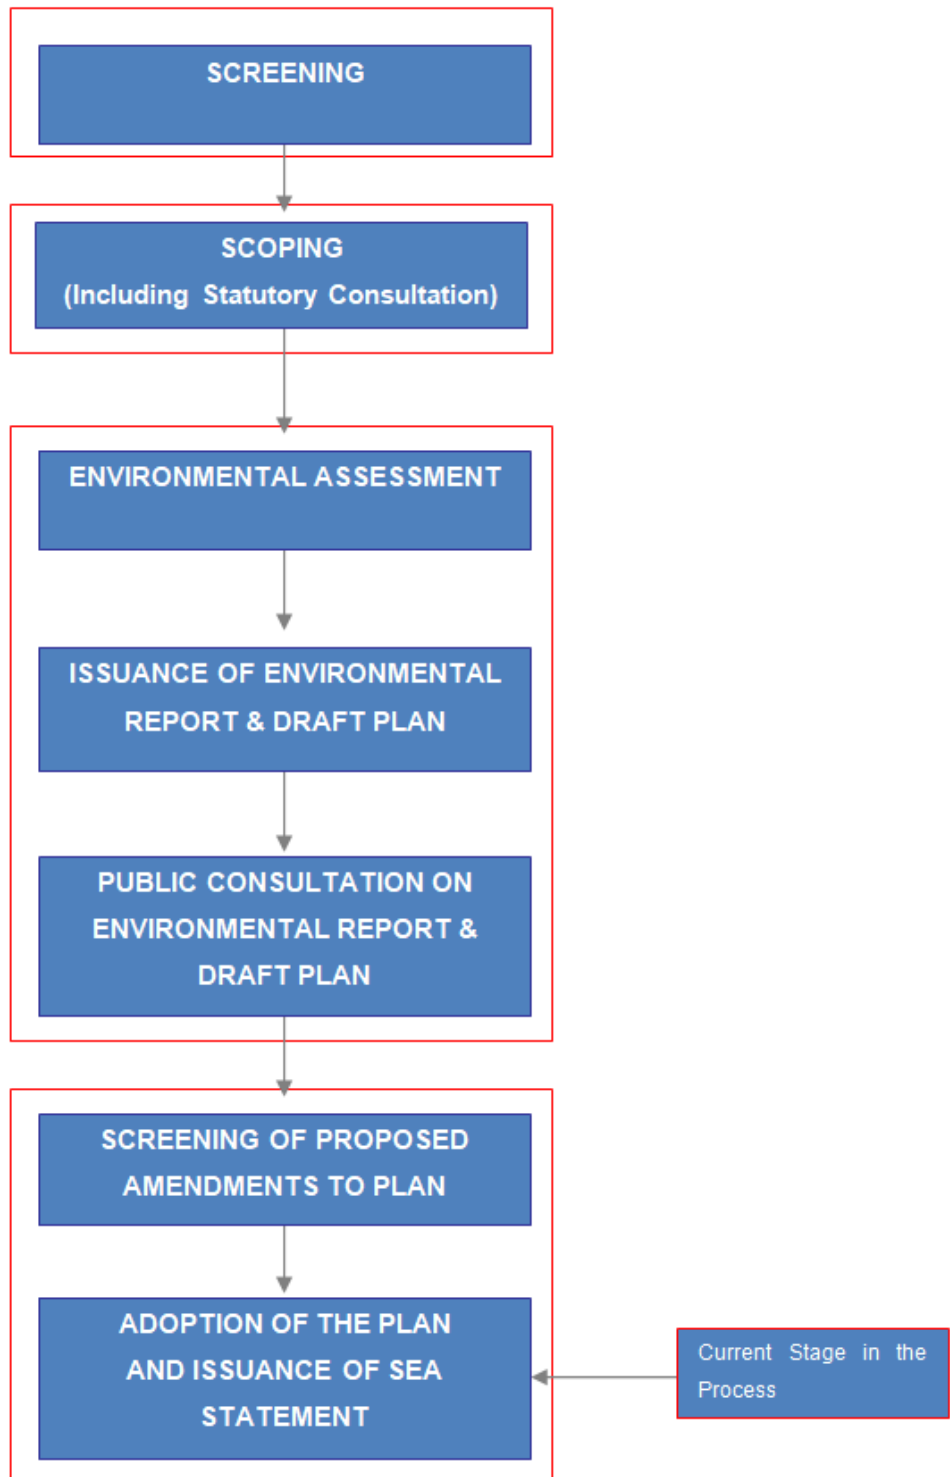 SCREENING
SCOPING
(Including Statutory Consultation)
ENVIRONMENTAL ASSESSMENT
ISSUANCE OF ENVIRONMENTAL
REPORT & DRAFT PLAN
PUBLIC CONSULTATION ON
ENVIRONMENTAL REPORT &
DRAFT PLAN
SCREENING OF PROPOSED
AMENDMENTS TO PLAN
ADOPTION OF THE PLAN
AND ISSUANCE OF SEA
STATEMENT
Current Stage in the
Process